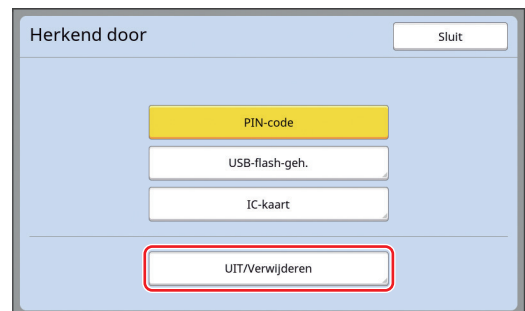 Herkend door
Sluit
PIN-code
USB-flash-geh.
IC-kaart
UIT/Verwijderen